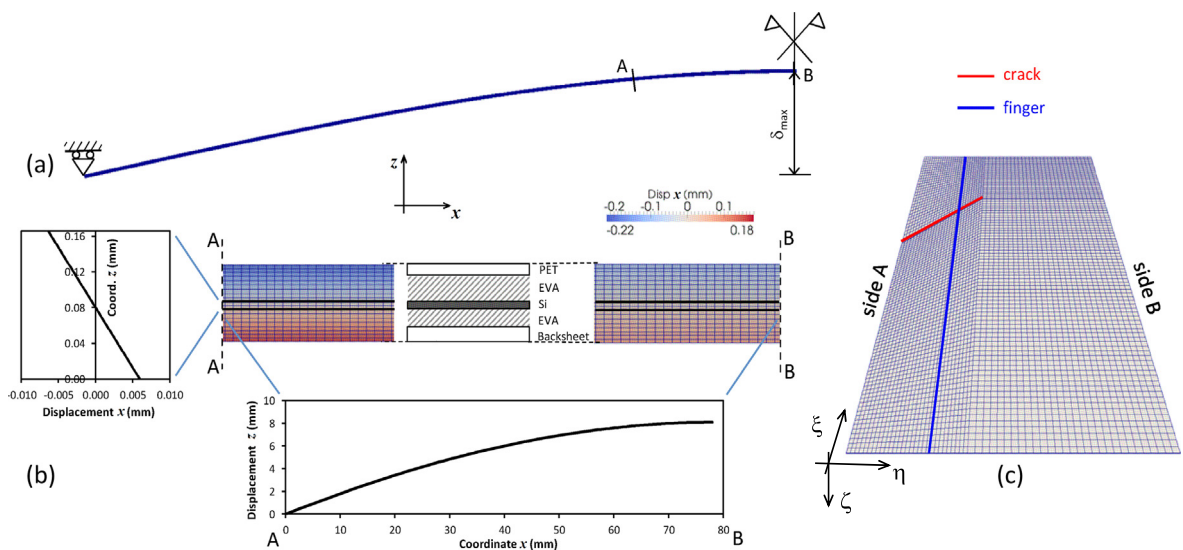 A
B
δmax
(a)
z
x
Disp x (mm)
-0.2 -0.1 0 0.1
-0.22 0.18
crack
finger
A
B
0.16
0.12
0.08
0.04
0.00
Coord. z (mm)
-0.010 -0.005 0.000 0.005 0.010
Displacement x (mm)
PET
EVA
Si
EVA
Backsheet
A
B
(b)
10
8
6
4
2
0
Displacement z (mm)
0 10 20 30 40 50 60 70 80
A Coordinate x (mm) B
side A
side B
ξ
η
ζ
(c)